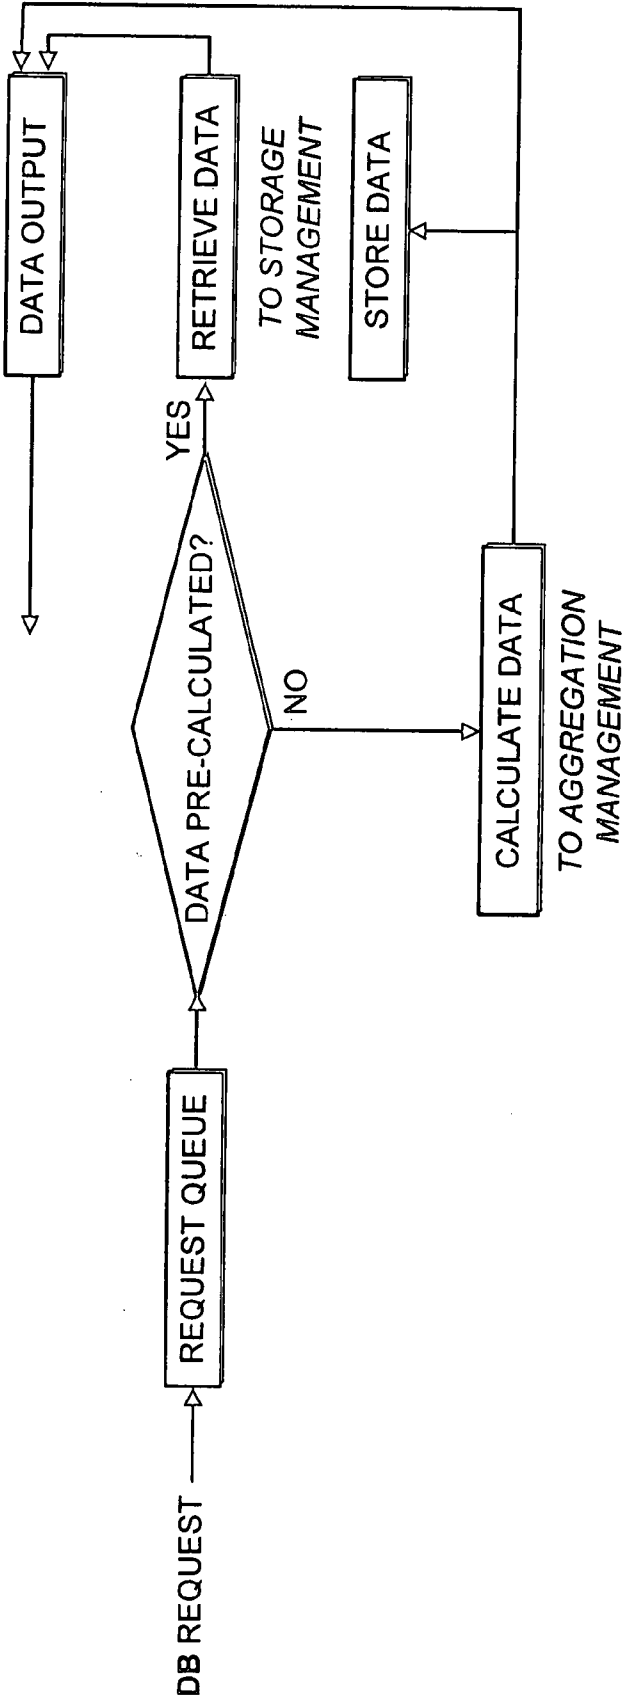 DB REQUEST
REQUEST QUEUE
DATA PRE-CALCULATED?
YES
NO
DATA OUTPUT
RETRIEVE DATA
TO STORAGE
MANAGEMENT
STORE DATA
CALCULATE DATA
TO AGGREGATION
MANAGEMENT